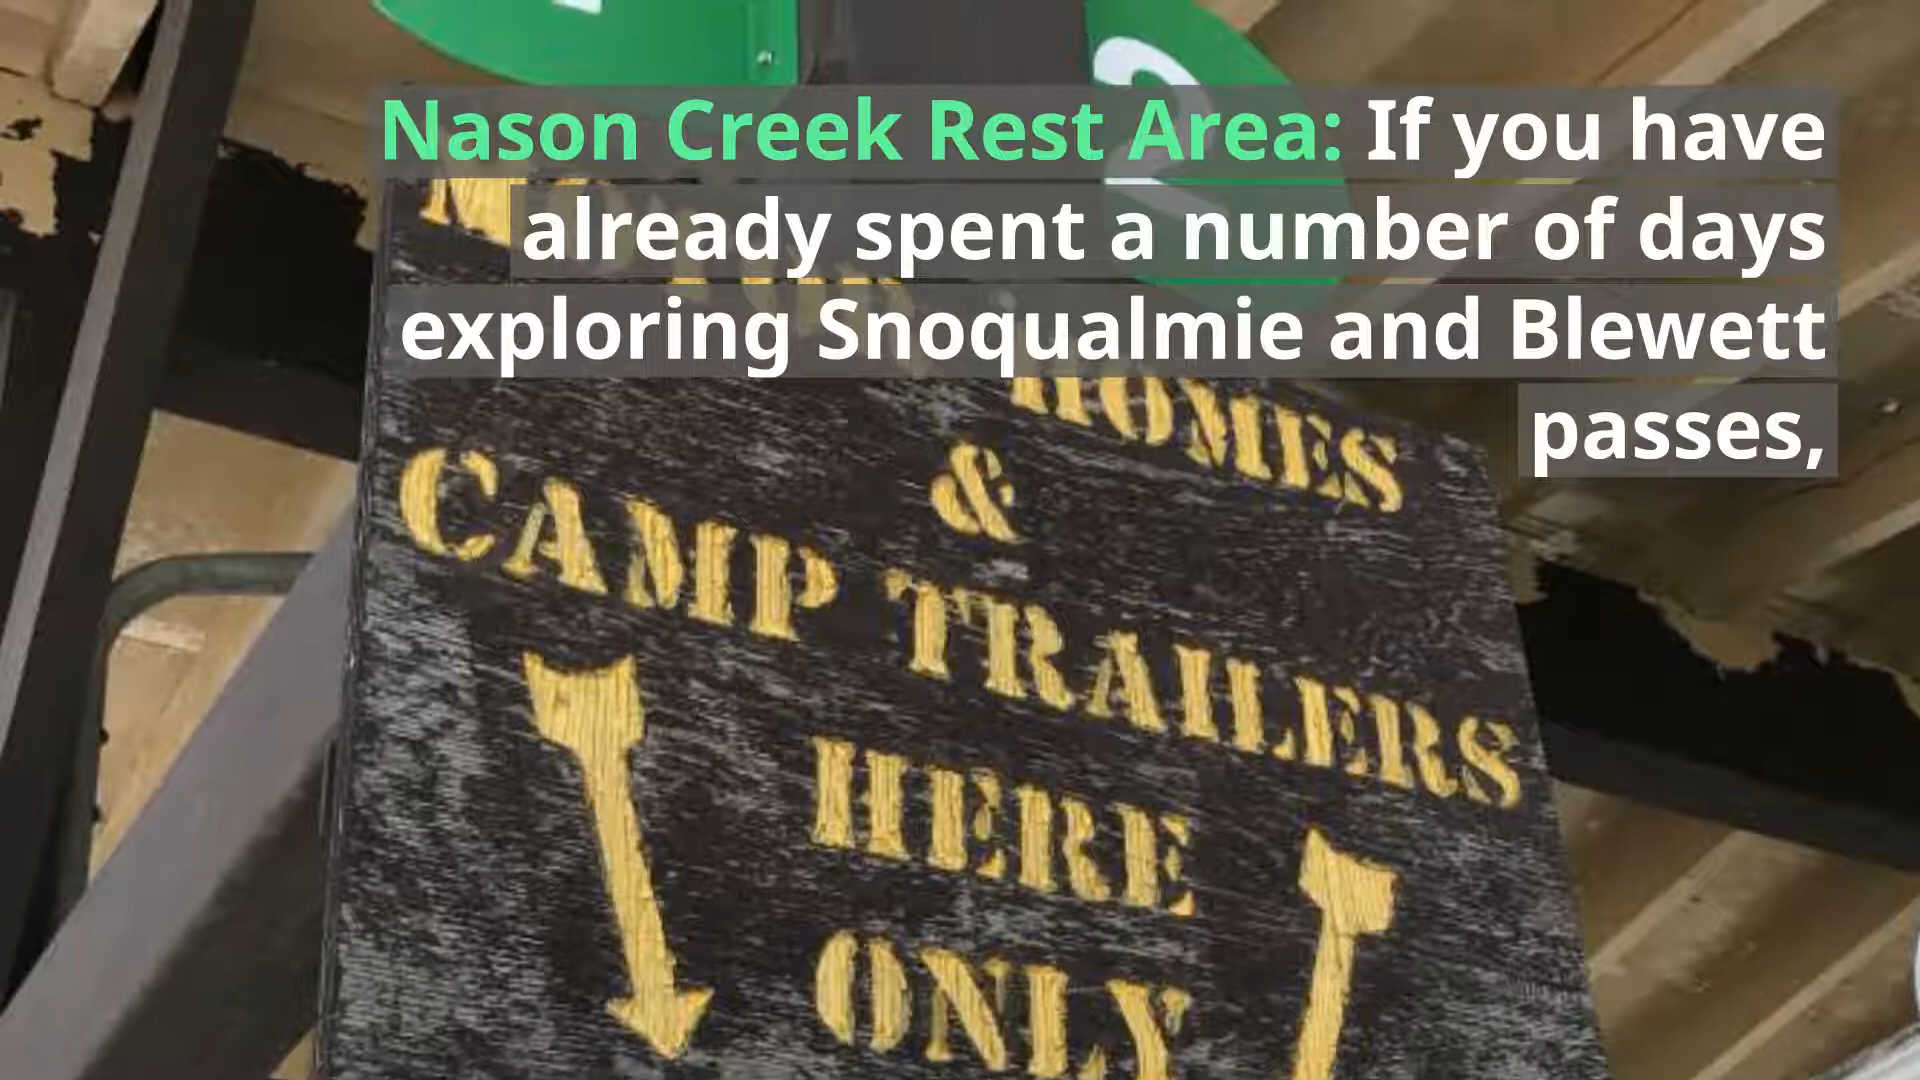 2
Nason Creek Rest Area: If you have
already spent a number of days
exploring Snoqualmie and Blewett
passes,
HOMES
&
CAMP TRAILERS
HERE
ONLY